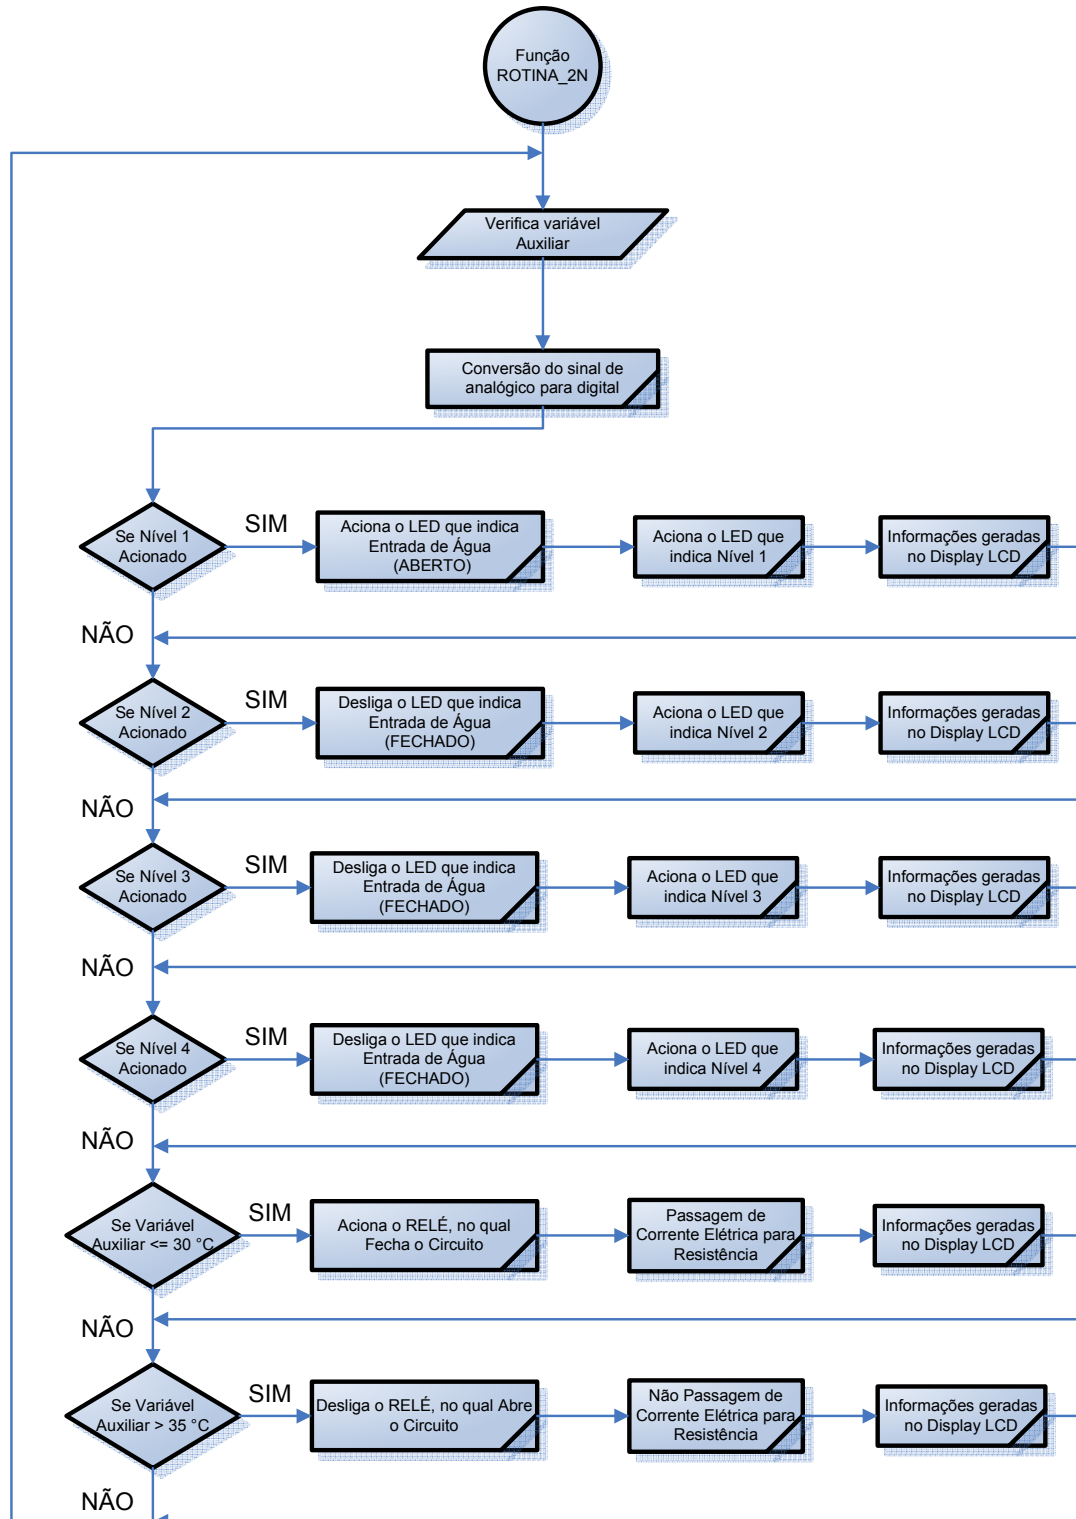 Função
ROTINA_2N
Verifica variável
Auxiliar
Conversão do sinal de
analógico para digital
Se Nível 1
Acionado
SIM
Aciona o LED que indica
Entrada de Água
(ABERTO)
Aciona o LED que
indica Nível 1
Informações geradas
no Display LCD
NÃO
Se Nível 2
Acionado
SIM
Desliga o LED que indica
Entrada de Água
(FECHADO)
Aciona o LED que
indica Nível 2
Informações geradas
no Display LCD
NÃO
Se Nível 3
Acionado
SIM
Desliga o LED que indica
Entrada de Água
(FECHADO)
Aciona o LED que
indica Nível 3
Informações geradas
no Display LCD
NÃO
Se Nível 4
Acionado
SIM
Desliga o LED que indica
Entrada de Água
(FECHADO)
Aciona o LED que
indica Nível 4
Informações geradas
no Display LCD
NÃO
Se Variável
Auxiliar <= 30 °C
SIM
Aciona o RELÉ, no qual
Fecha o Circuito
Passagem de
Corrente Elétrica para
Resistência
Informações geradas
no Display LCD
NÃO
Se Variável
Auxiliar > 35 °C
SIM
Desliga o RELÉ, no qual Abre
o Circuito
Não Passagem de
Corrente Elétrica para
Resistência
Informações geradas
no Display LCD
NÃO